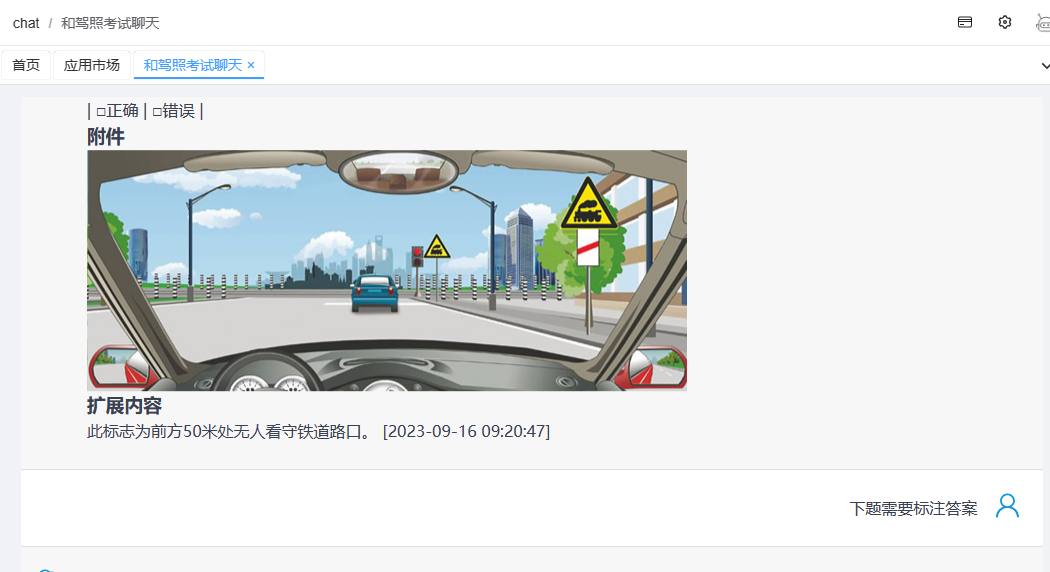 chat / 和驾照考试聊天
首页 应用市场 和驾照考试聊天 ×
| □正确 | □错误 |
附件
扩展内容
此标志为前方50米处无人看守铁道路口。 [2023-09-16 09:20:47]
下题需要标注答案